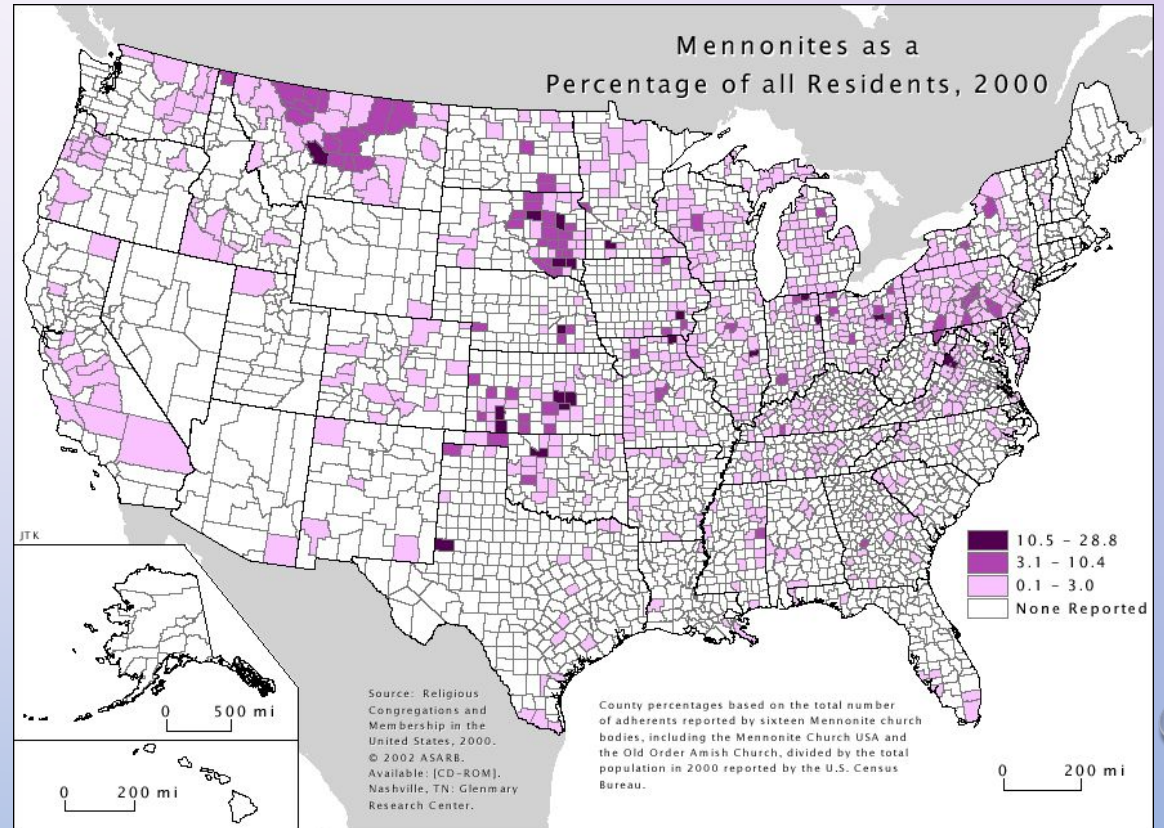 Mennonites as a
Percentage of all Residents, 2000
10.5 – 28.8
3.1 – 10.4
0.1 – 3.0
None Reported
JTK
0 500 mi
0 200 mi
Source: Religious
Congregations and
Membership in the
United States, 2000.
© 2002 ASARB.
Available: [CD-ROM].
Nashville, TN: Glenmary
Research Center.
County percentages based on the total number
of adherents reported by sixteen Mennonite church
bodies, including the Mennonite Church USA and
the Old Order Amish Church, divided by the total
population in 2000 reported by the U.S. Census
Bureau.
0 200 mi